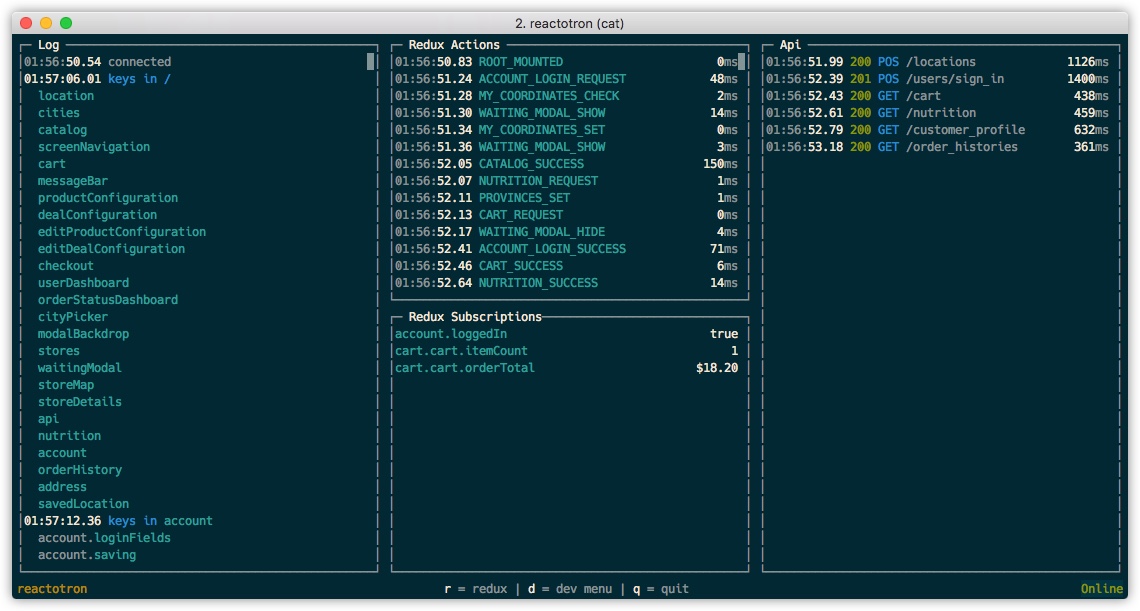 2. reactotron (cat)
Log
01:56:50.54 connected
01:57:06.01 keys in /
location
cities
catalog
screenNavigation
cart
messageBar
productConfiguration
dealConfiguration
editProductConfiguration
editDealConfiguration
checkout
userDashboard
orderStatusDashboard
cityPicker
modalBackdrop
stores
waitingModal
storeMap
storeDetails
api
nutrition
account
orderHistory
address
savedLocation
01:57:12.36 keys in account
account.loginFields
account.saving
Redux Actions
01:56:50.83 ROOT_MOUNTED 0ms
01:56:51.24 ACCOUNT_LOGIN_REQUEST 48ms
01:56:51.28 MY_COORDINATES_CHECK 2ms
01:56:51.30 WAITING_MODAL_SHOW 14ms
01:56:51.34 MY_COORDINATES_SET 0ms
01:56:51.36 WAITING_MODAL_SHOW 3ms
01:56:52.05 CATALOG_SUCCESS 150ms
01:56:52.07 NUTRITION_REQUEST 1ms
01:56:52.11 PROVINCES_SET 1ms
01:56:52.13 CART_REQUEST 0ms
01:56:52.17 WAITING_MODAL_HIDE 4ms
01:56:52.41 ACCOUNT_LOGIN_SUCCESS 71ms
01:56:52.46 CART_SUCCESS 6ms
01:56:52.64 NUTRITION_SUCCESS 14ms
Redux Subscriptions
account.loggedIn true
cart.cart.itemCount 1
cart.cart.orderTotal $18.20
Api
01:56:51.99 200 POS /locations 1126ms
01:56:52.39 201 POS /users/sign_in 1400ms
01:56:52.43 200 GET /cart 438ms
01:56:52.61 200 GET /nutrition 459ms
01:56:52.79 200 GET /customer_profile 632ms
01:56:53.18 200 GET /order_histories 361ms
reactotron
r = redux | d = dev menu | q = quit
Online